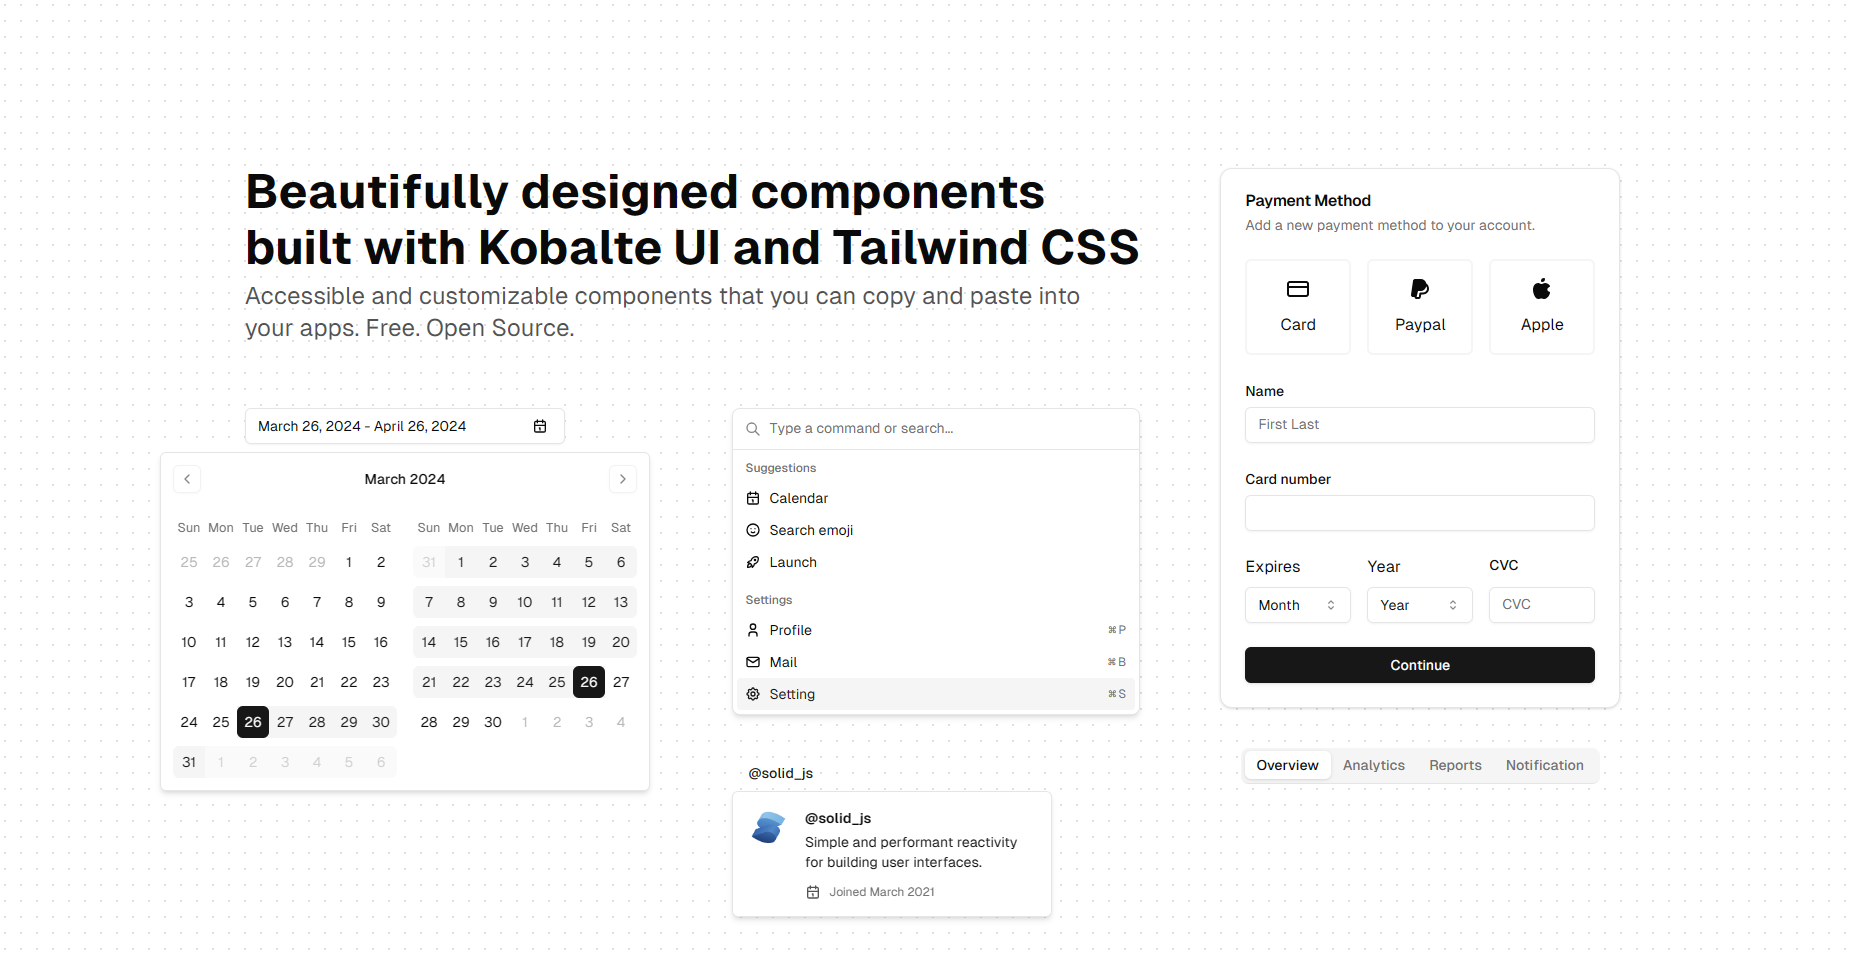 Beautifully designed components
built with Kobalte UI and Tailwind CSS
Accessible and customizable components that you can copy and paste into
your apps. Free. Open Source.
March 26, 2024 - April 26, 2024
March 2024
Sun Mon Tue Wed Thu Fri Sat
25 26 27 28 29 1 2
3 4 5 6 7 8 9
10 11 12 13 14 15 16
17 18 19 20 21 22 23
24 25 26 27 28 29 30
31 1 2 3 4 5 6
Sun Mon Tue Wed Thu Fri Sat
31 1 2 3 4 5 6
7 8 9 10 11 12 13
14 15 16 17 18 19 20
21 22 23 24 25 26 27
28 29 30 1 2 3 4
Type a command or search...
Suggestions
Calendar
Search emoji
Launch
Settings
Profile ⌘P
Mail ⌘B
Setting ⌘S
@solid_js
@solid_js
Simple and performant reactivity
for building user interfaces.
Joined March 2021
Payment Method
Add a new payment method to your account.
Card Paypal Apple
Name
First Last
Card number
Expires Year CVC
Month Year CVC
Continue
Overview Analytics Reports Notification